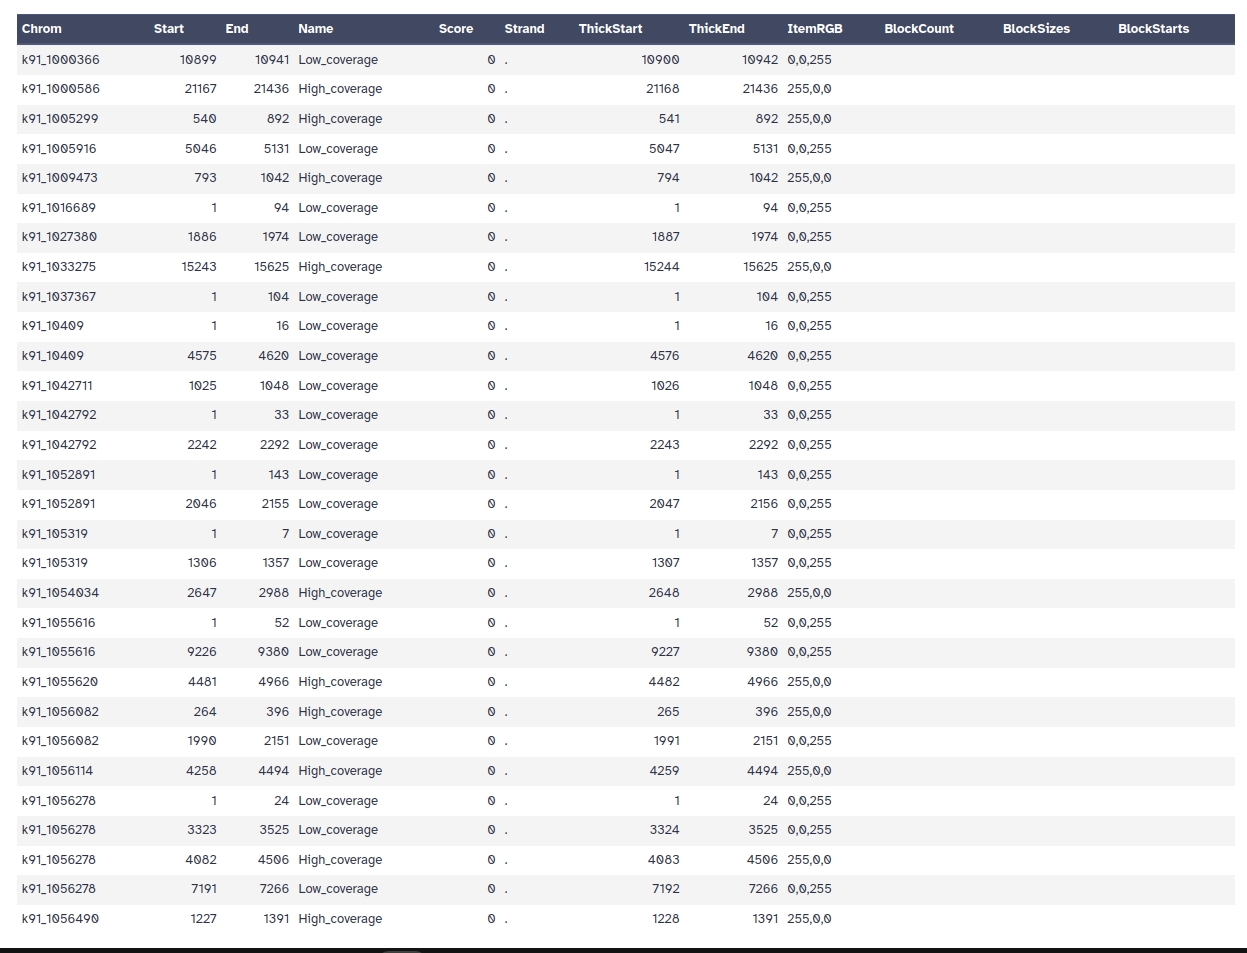 Chrom Start End Name Score Strand ThickStart ThickEnd ItemRGB BlockCount BlockSizes BlockStarts
k91_1000366 10899 10941 Low_coverage 0 . 10900 10942 0,0,255
k91_1000586 21167 21436 High_coverage 0 . 21168 21436 255,0,0
k91_1005299 540 892 High_coverage 0 . 541 892 255,0,0
k91_1005916 5046 5131 Low_coverage 0 . 5047 5131 0,0,255
k91_1009473 793 1042 High_coverage 0 . 794 1042 255,0,0
k91_1016689 1 94 Low_coverage 0 . 1 94 0,0,255
k91_1027380 1886 1974 Low_coverage 0 . 1887 1974 0,0,255
k91_1033275 15243 15625 High_coverage 0 . 15244 15625 255,0,0
k91_1037367 1 104 Low_coverage 0 . 1 104 0,0,255
k91_10409 1 16 Low_coverage 0 . 1 16 0,0,255
k91_10409 4575 4620 Low_coverage 0 . 4576 4620 0,0,255
k91_1042711 1025 1048 Low_coverage 0 . 1026 1048 0,0,255
k91_1042792 1 33 Low_coverage 0 . 1 33 0,0,255
k91_1042792 2242 2292 Low_coverage 0 . 2243 2292 0,0,255
k91_1052891 1 143 Low_coverage 0 . 1 143 0,0,255
k91_1052891 2046 2155 Low_coverage 0 . 2047 2156 0,0,255
k91_105319 1 7 Low_coverage 0 . 1 7 0,0,255
k91_105319 1306 1357 Low_coverage 0 . 1307 1357 0,0,255
k91_1054034 2647 2988 High_coverage 0 . 2648 2988 255,0,0
k91_1055616 1 52 Low_coverage 0 . 1 52 0,0,255
k91_1055616 9226 9380 Low_coverage 0 . 9227 9380 0,0,255
k91_1055620 4481 4966 High_coverage 0 . 4482 4966 255,0,0
k91_1056082 264 396 High_coverage 0 . 265 396 255,0,0
k91_1056082 1990 2151 Low_coverage 0 . 1991 2151 0,0,255
k91_1056114 4258 4494 High_coverage 0 . 4259 4494 255,0,0
k91_1056278 1 24 Low_coverage 0 . 1 24 0,0,255
k91_1056278 3323 3525 Low_coverage 0 . 3324 3525 0,0,255
k91_1056278 4082 4506 High_coverage 0 . 4083 4506 255,0,0
k91_1056278 7191 7266 Low_coverage 0 . 7192 7266 0,0,255
k91_1056490 1227 1391 High_coverage 0 . 1228 1391 255,0,0